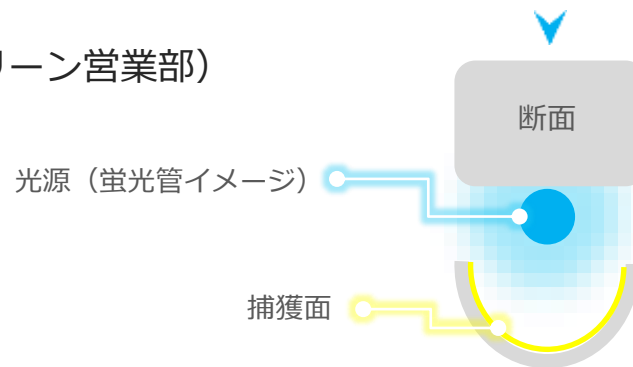 リーン営業部）
断面
光源（蛍光管イメージ）
捕獲面